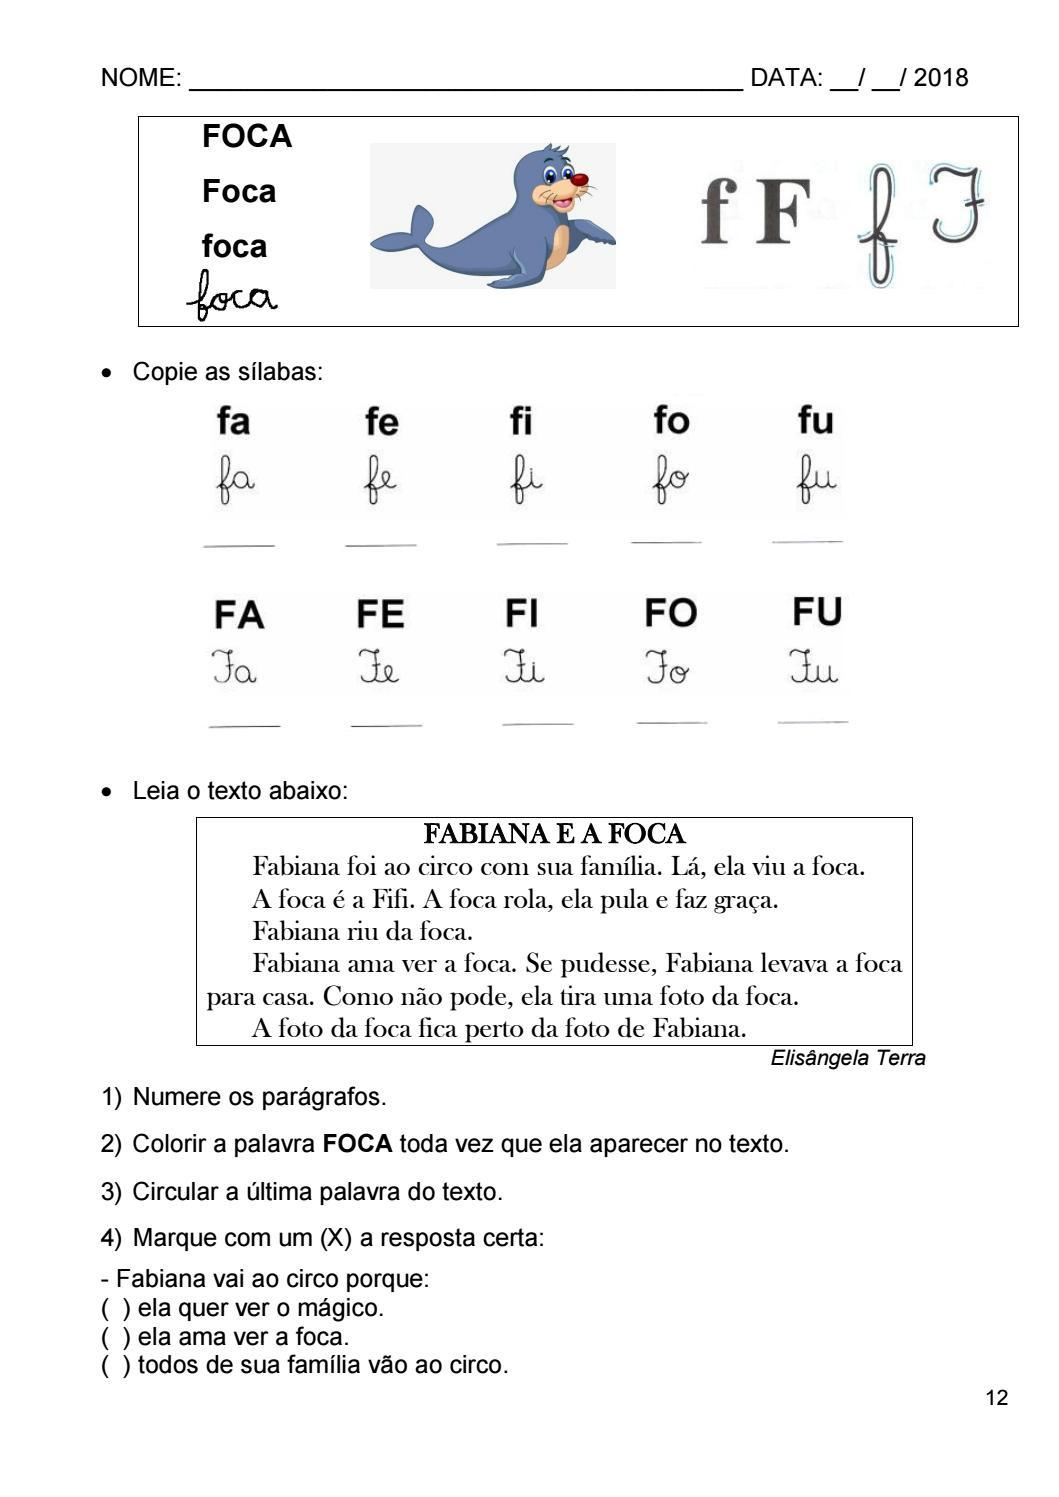 NOME: ________________________________________ DATA: __/ __/ 2018
FOCA
Foca
foca
foca
f F f F
• Copie as sílabas:
fa fe fi fo fu
fa fe fi fo fu
FA FE FI FO FU
Fa Fe Fi Fo Fu
• Leia o texto abaixo:
FABIANA E A FOCA
Fabiana foi ao circo com sua família. Lá, ela viu a foca.
A foca é a Fifi. A foca rola, ela pula e faz graça.
Fabiana riu da foca.
Fabiana ama ver a foca. Se pudesse, Fabiana levava a foca
para casa. Como não pode, ela tira uma foto da foca.
A foto da foca fica perto da foto de Fabiana.
Elisângela Terra
1) Numere os parágrafos.
2) Colorir a palavra FOCA toda vez que ela aparecer no texto.
3) Circular a última palavra do texto.
4) Marque com um (X) a resposta certa:
- Fabiana vai ao circo porque:
( ) ela quer ver o mágico.
( ) ela ama ver a foca.
( ) todos de sua família vão ao circo.
12